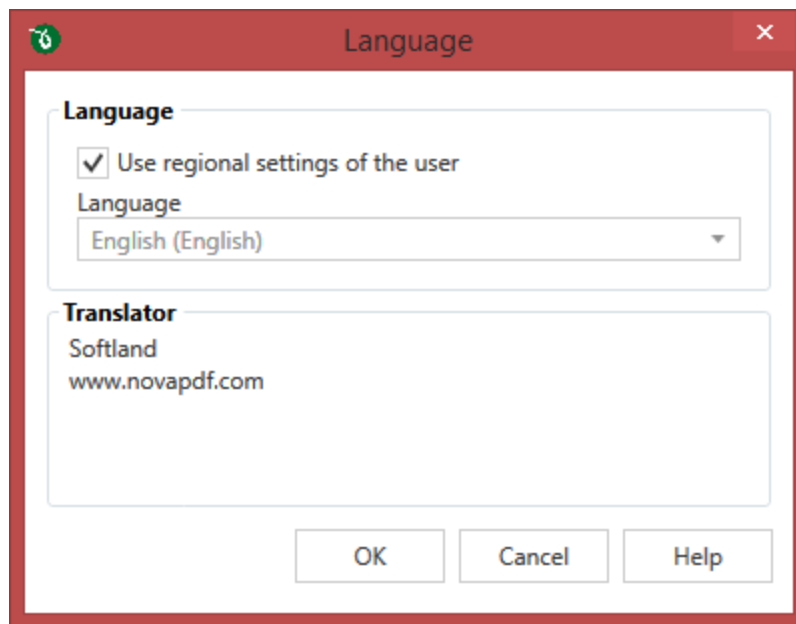 Language
Language
Use regional settings of the user
Language
English (English)
Translator
Softland
www.novapdf.com
OK Cancel Help